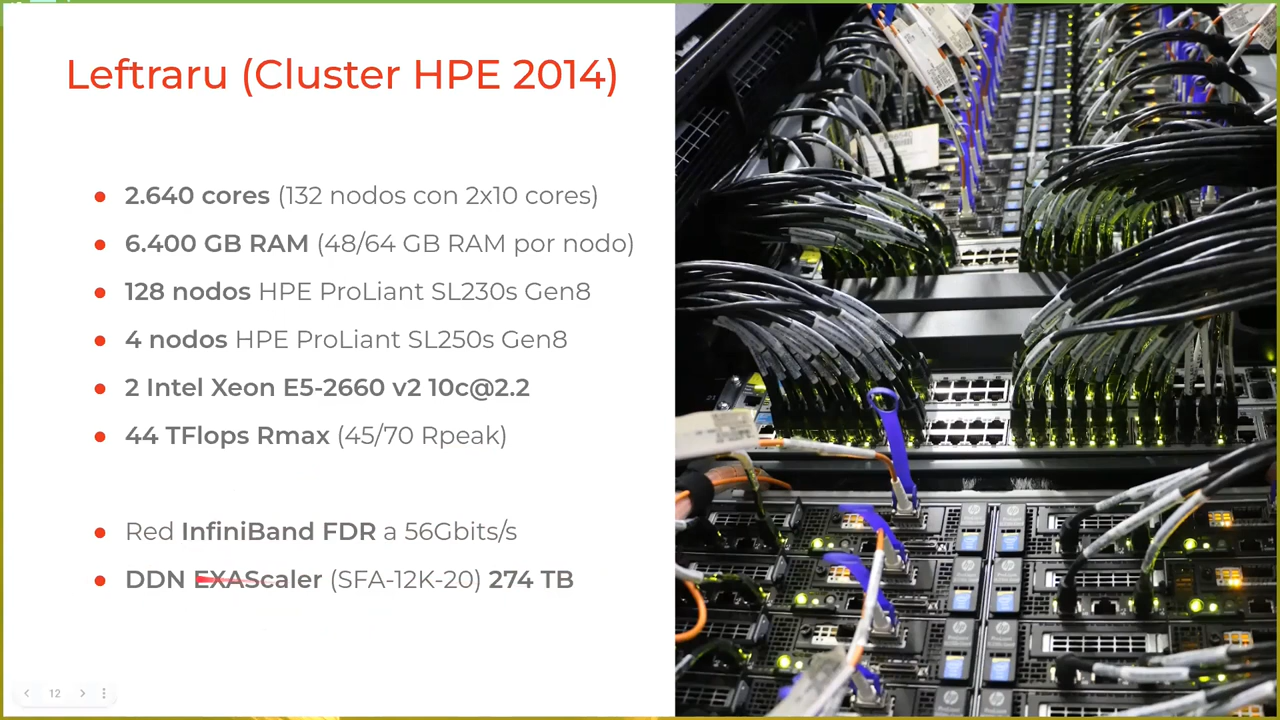 Leftraru (Cluster HPE 2014)
2.640 cores (132 nodos con 2x10 cores)
6.400 GB RAM (48/64 GB RAM por nodo)
128 nodos HPE ProLiant SL230s Gen8
4 nodos HPE ProLiant SL250s Gen8
2 Intel Xeon E5-2660 v2 10c@2.2
44 TFlops Rmax (45/70 Rpeak)
Red InfiniBand FDR a 56Gbits/s
DDN EXAScaler (SFA-12K-20) 274 TB
12